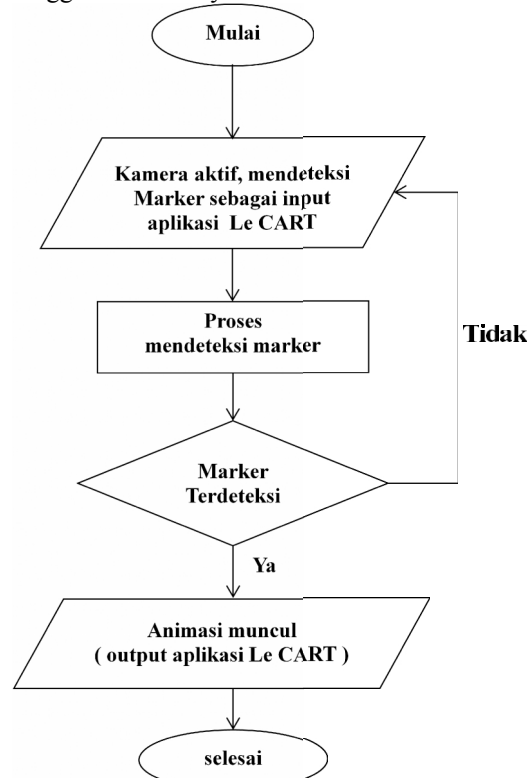 Mulai
Kamera aktif, mendeteksi
Marker sebagai input
aplikasi Le CART
Proses
mendeteksi marker
Tidak
Marker
Terdeteksi
Ya
Animasi muncul
( output aplikasi Le CART )
selesai